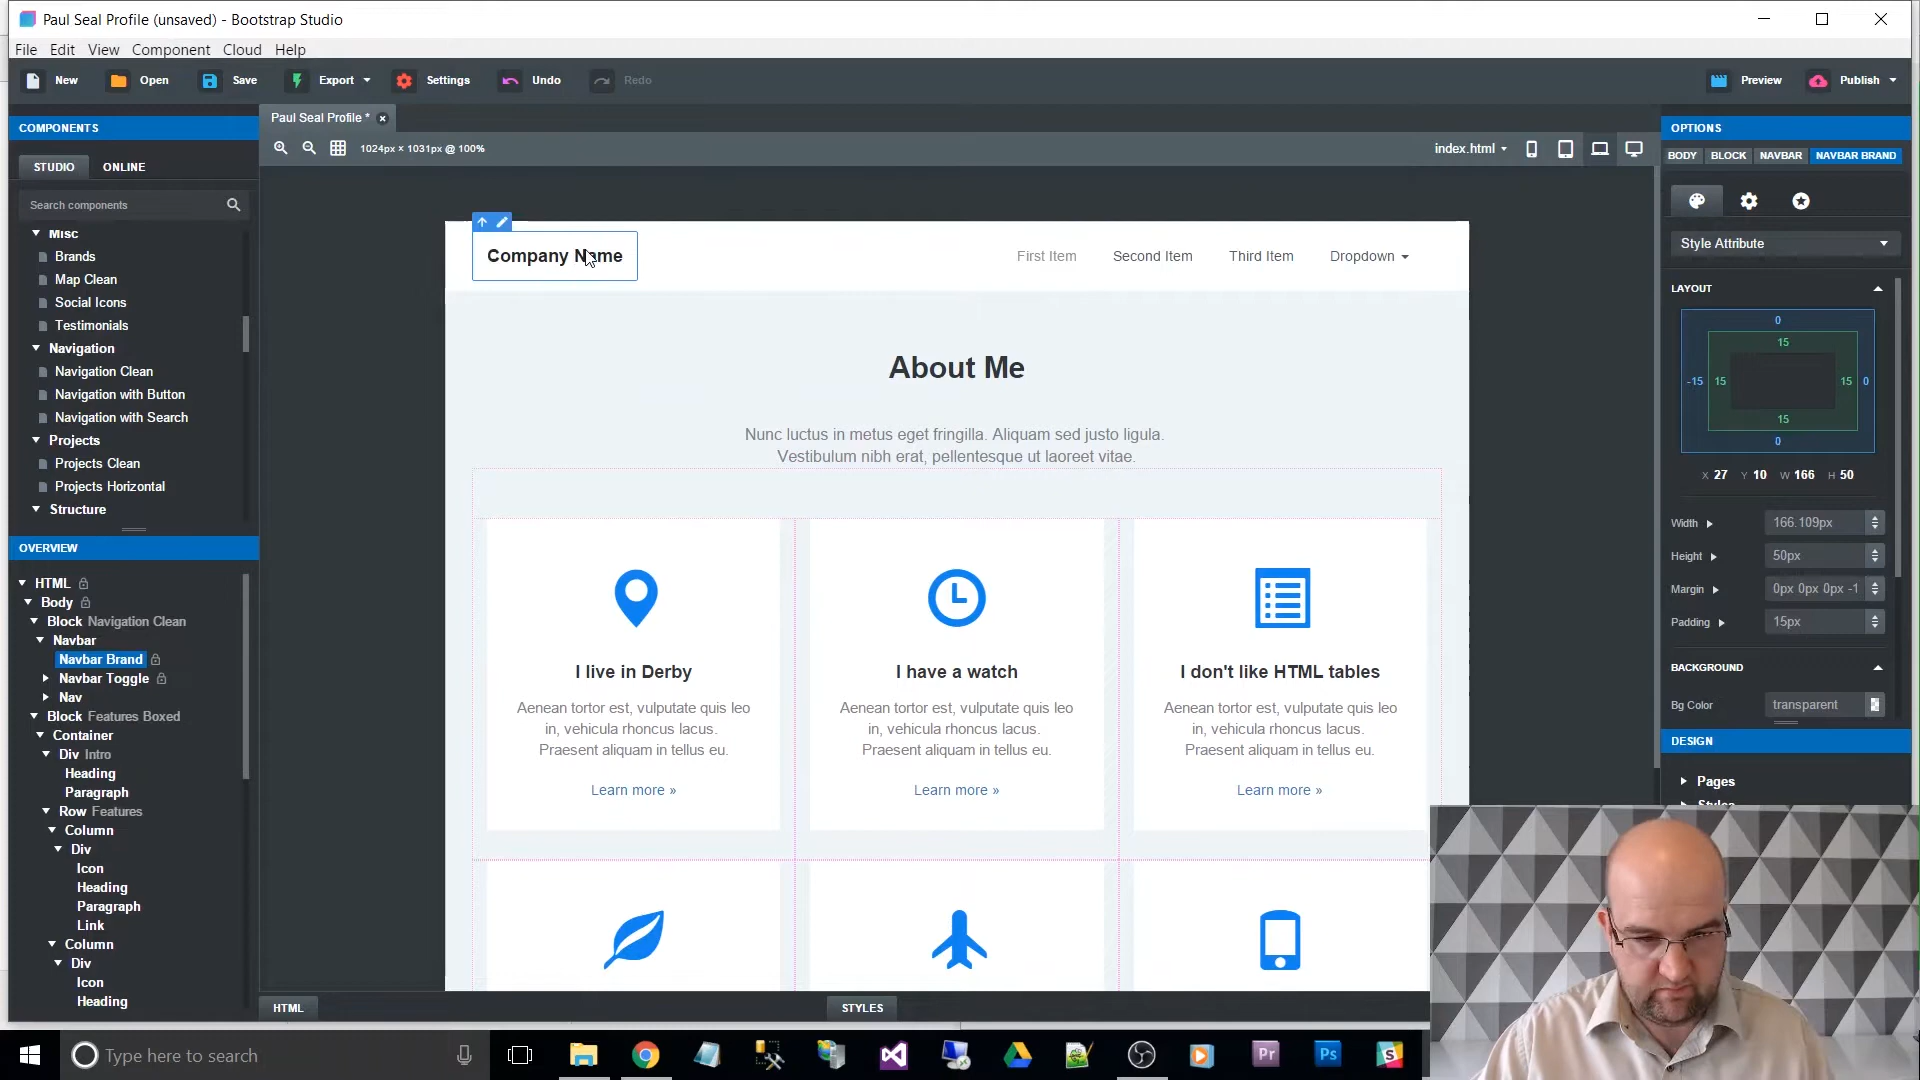 Paul Seal Profile (unsaved) - Bootstrap Studio
File Edit View Component Cloud Help
New Open Save Export Settings Undo Redo Preview Publish
COMPONENTS
Paul Seal Profile *
OPTIONS
STUDIO ONLINE
1024px × 1031px @ 100%
index.html
BODY BLOCK NAVBAR NAVBAR BRAND
Search components
Misc
Brands
Map Clean
Social Icons
Testimonials
Navigation
Navigation Clean
Navigation with Button
Navigation with Search
Projects
Projects Clean
Projects Horizontal
Structure
OVERVIEW
HTML
Body
Block Navigation Clean
Navbar
Navbar Brand
Navbar Toggle
Nav
Block Features Boxed
Container
Div Intro
Heading
Paragraph
Row Features
Column
Div
Icon
Heading
Paragraph
Link
Column
Div
Icon
Heading
Company Name First Item Second Item Third Item Dropdown
About Me
Nunc luctus in metus eget fringilla. Aliquam sed justo ligula.
Vestibulum nibh erat, pellentesque ut laoreet vitae.
I live in Derby
Aenean tortor est, vulputate quis leo
in, vehicula rhoncus lacus.
Praesent aliquam in tellus eu.
Learn more »
I have a watch
Aenean tortor est, vulputate quis leo
in, vehicula rhoncus lacus.
Praesent aliquam in tellus eu.
Learn more »
I don't like HTML tables
Aenean tortor est, vulputate quis leo
in, vehicula rhoncus lacus.
Praesent aliquam in tellus eu.
Learn more »
HTML
STYLES
Style Attribute
LAYOUT
0
15
-15 15 15 0
15
0
X 27 Y 10 W 166 H 50
Width 166.109px
Height 50px
Margin 0px 0px 0px -1
Padding 15px
BACKGROUND
Bg Color transparent
DESIGN
Pages
Type here to search
Pr
Ps